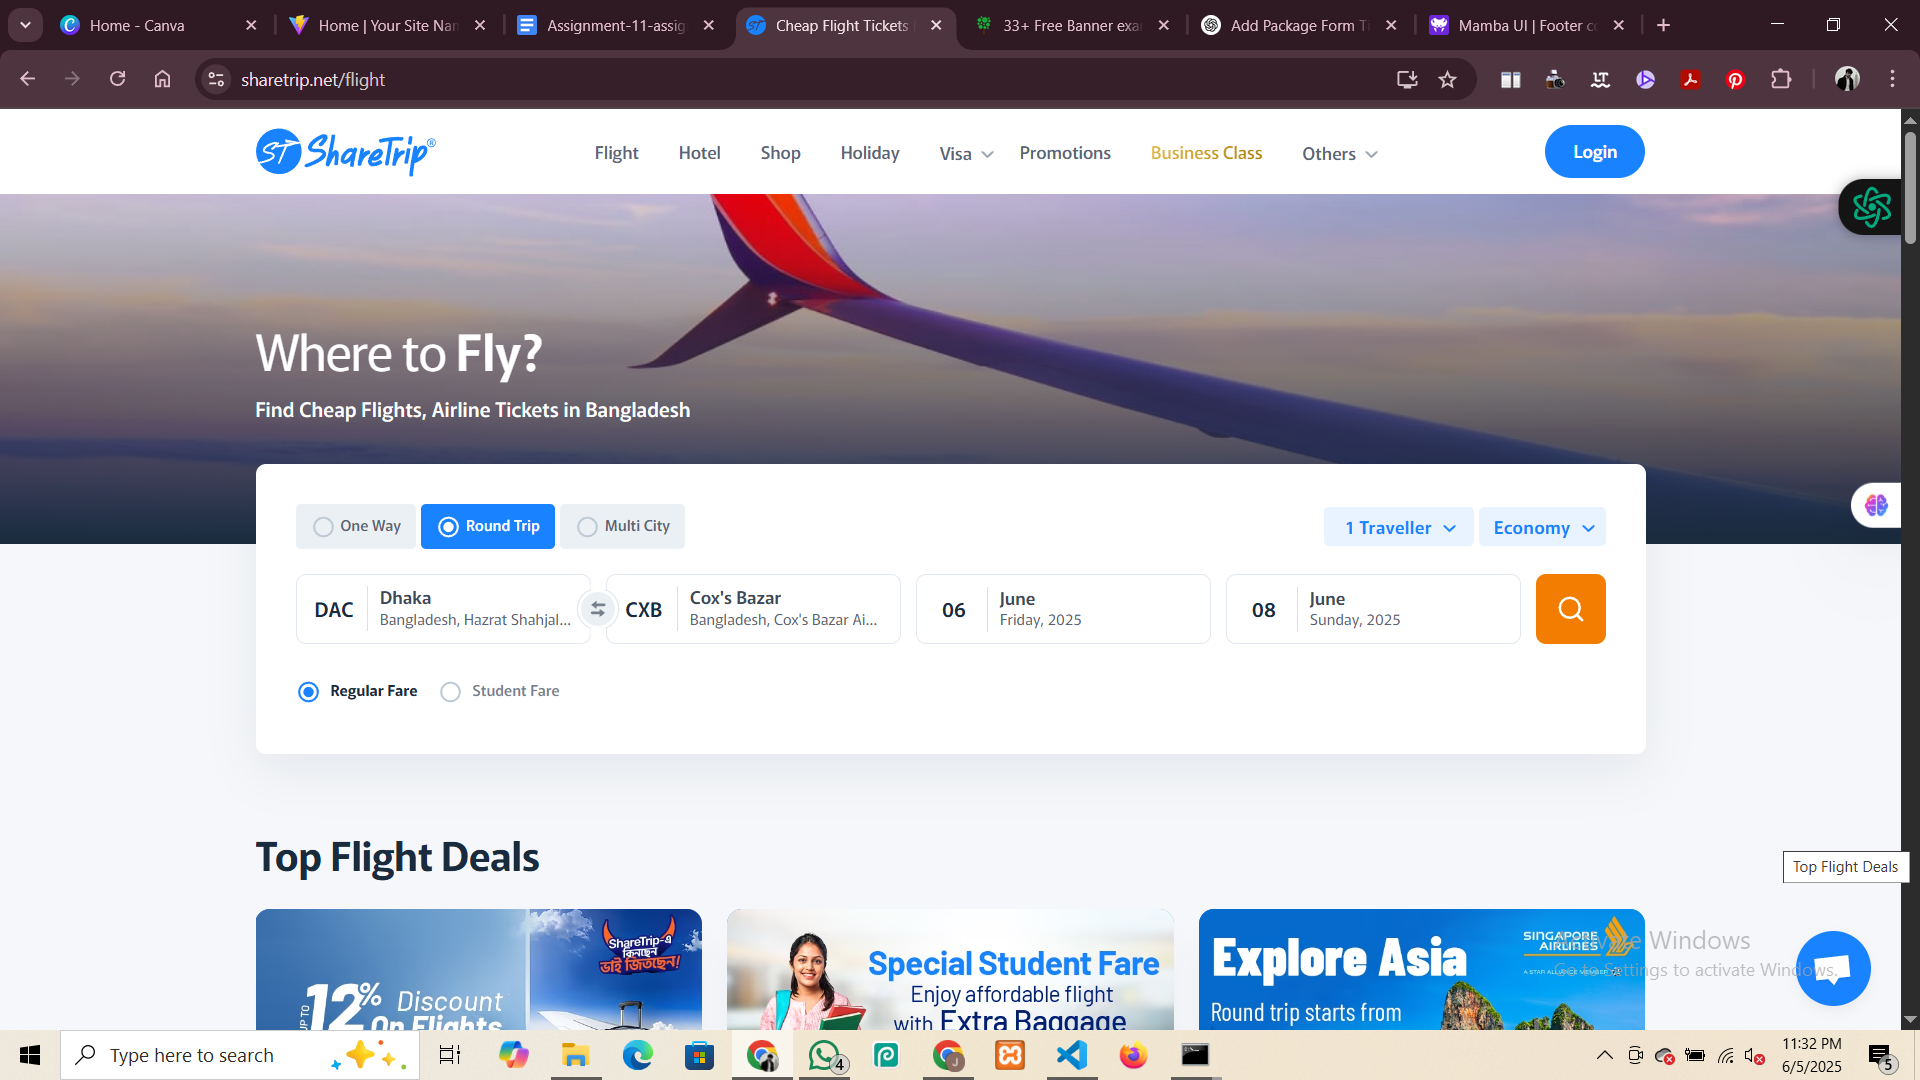 Home - Canva
Home | Your Site Nan
Assignment-11-assig
Cheap Flight Tickets
33+ Free Banner exa
Add Package Form Ti
Mamba UI | Footer c
sharetrip.net/flight
ST ShareTrip®
Flight
Hotel
Shop
Holiday
Visa
Promotions
Business Class
Others
Login
Where to Fly?
Find Cheap Flights, Airline Tickets in Bangladesh
One Way
Round Trip
Multi City
1 Traveller
Economy
DAC
Dhaka
Bangladesh, Hazrat Shahjal...
CXB
Cox's Bazar
Bangladesh, Cox's Bazar Ai...
06
June
Friday, 2025
08
June
Sunday, 2025
Regular Fare
Student Fare
Top Flight Deals
Top Flight Deals
ShareTrip-এ
কিনছেন
ভাই জিতছেন!
UP TO
12% Discount
On Flights
Special Student Fare
Enjoy affordable flight
with Extra Baggage
SINGAPORE
AIRLINES
A STAR ALLIANCE MEMBER
Explore Asia
Round trip starts from
Activate Windows
Go to Settings to activate Windows.
Type here to search
4
11:32 PM
6/5/2025
5